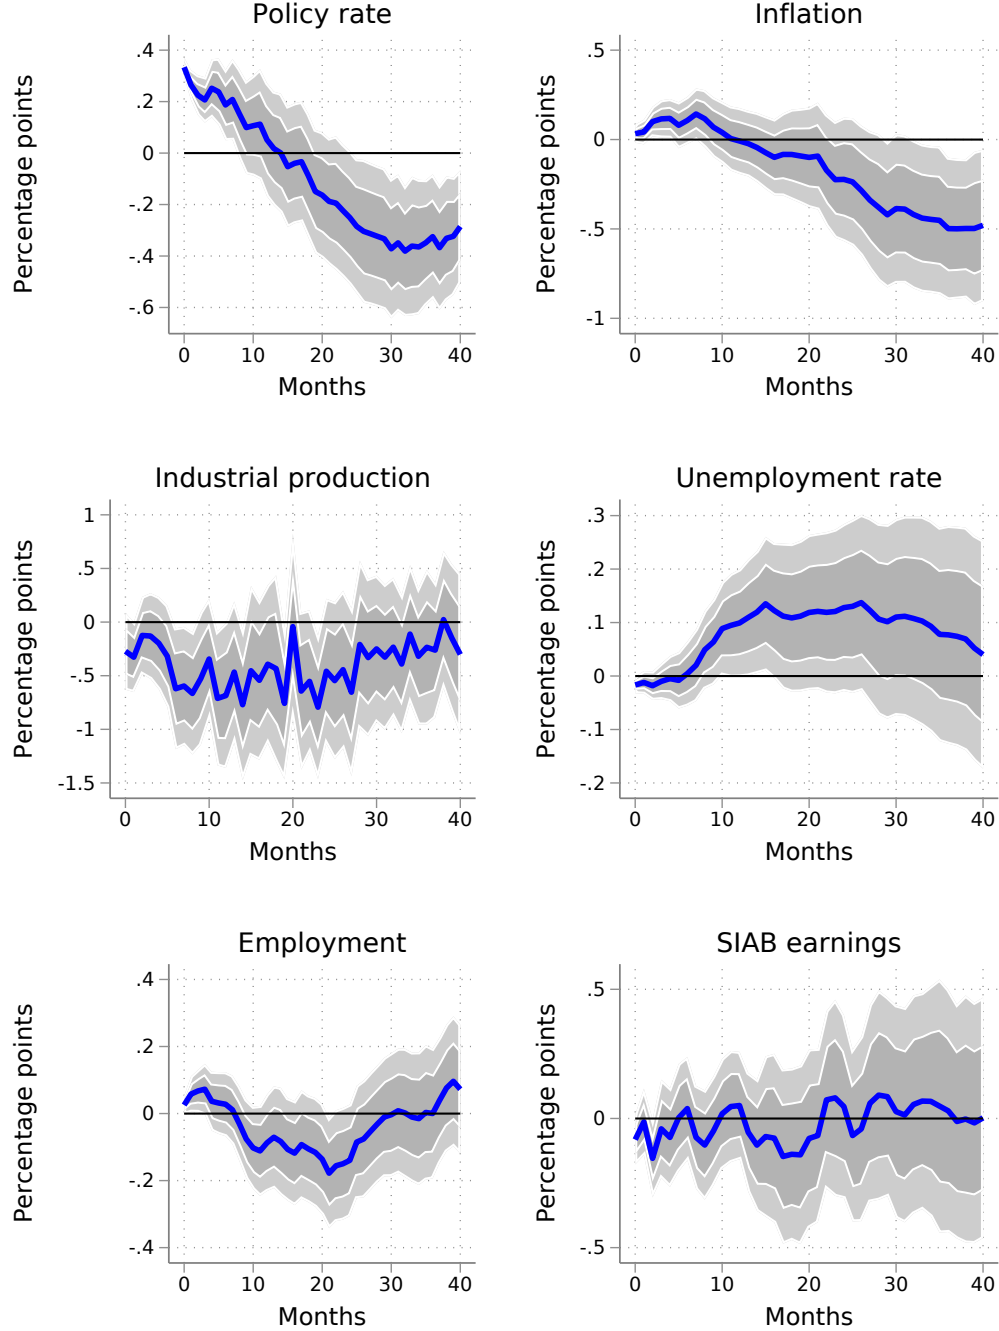 Policy rate
Percentage points
.4
.2
0
-.2
-.4
-.6
0 10 20 30 40
Months
Inflation
Percentage points
.5
0
-.5
-1
0 10 20 30 40
Months
Industrial production
Percentage points
1
.5
0
-.5
-1
-1.5
0 10 20 30 40
Months
Unemployment rate
Percentage points
.3
.2
.1
0
-.1
-.2
0 10 20 30 40
Months
Employment
Percentage points
.4
.2
0
-.2
-.4
0 10 20 30 40
Months
SIAB earnings
Percentage points
.5
0
-.5
0 10 20 30 40
Months